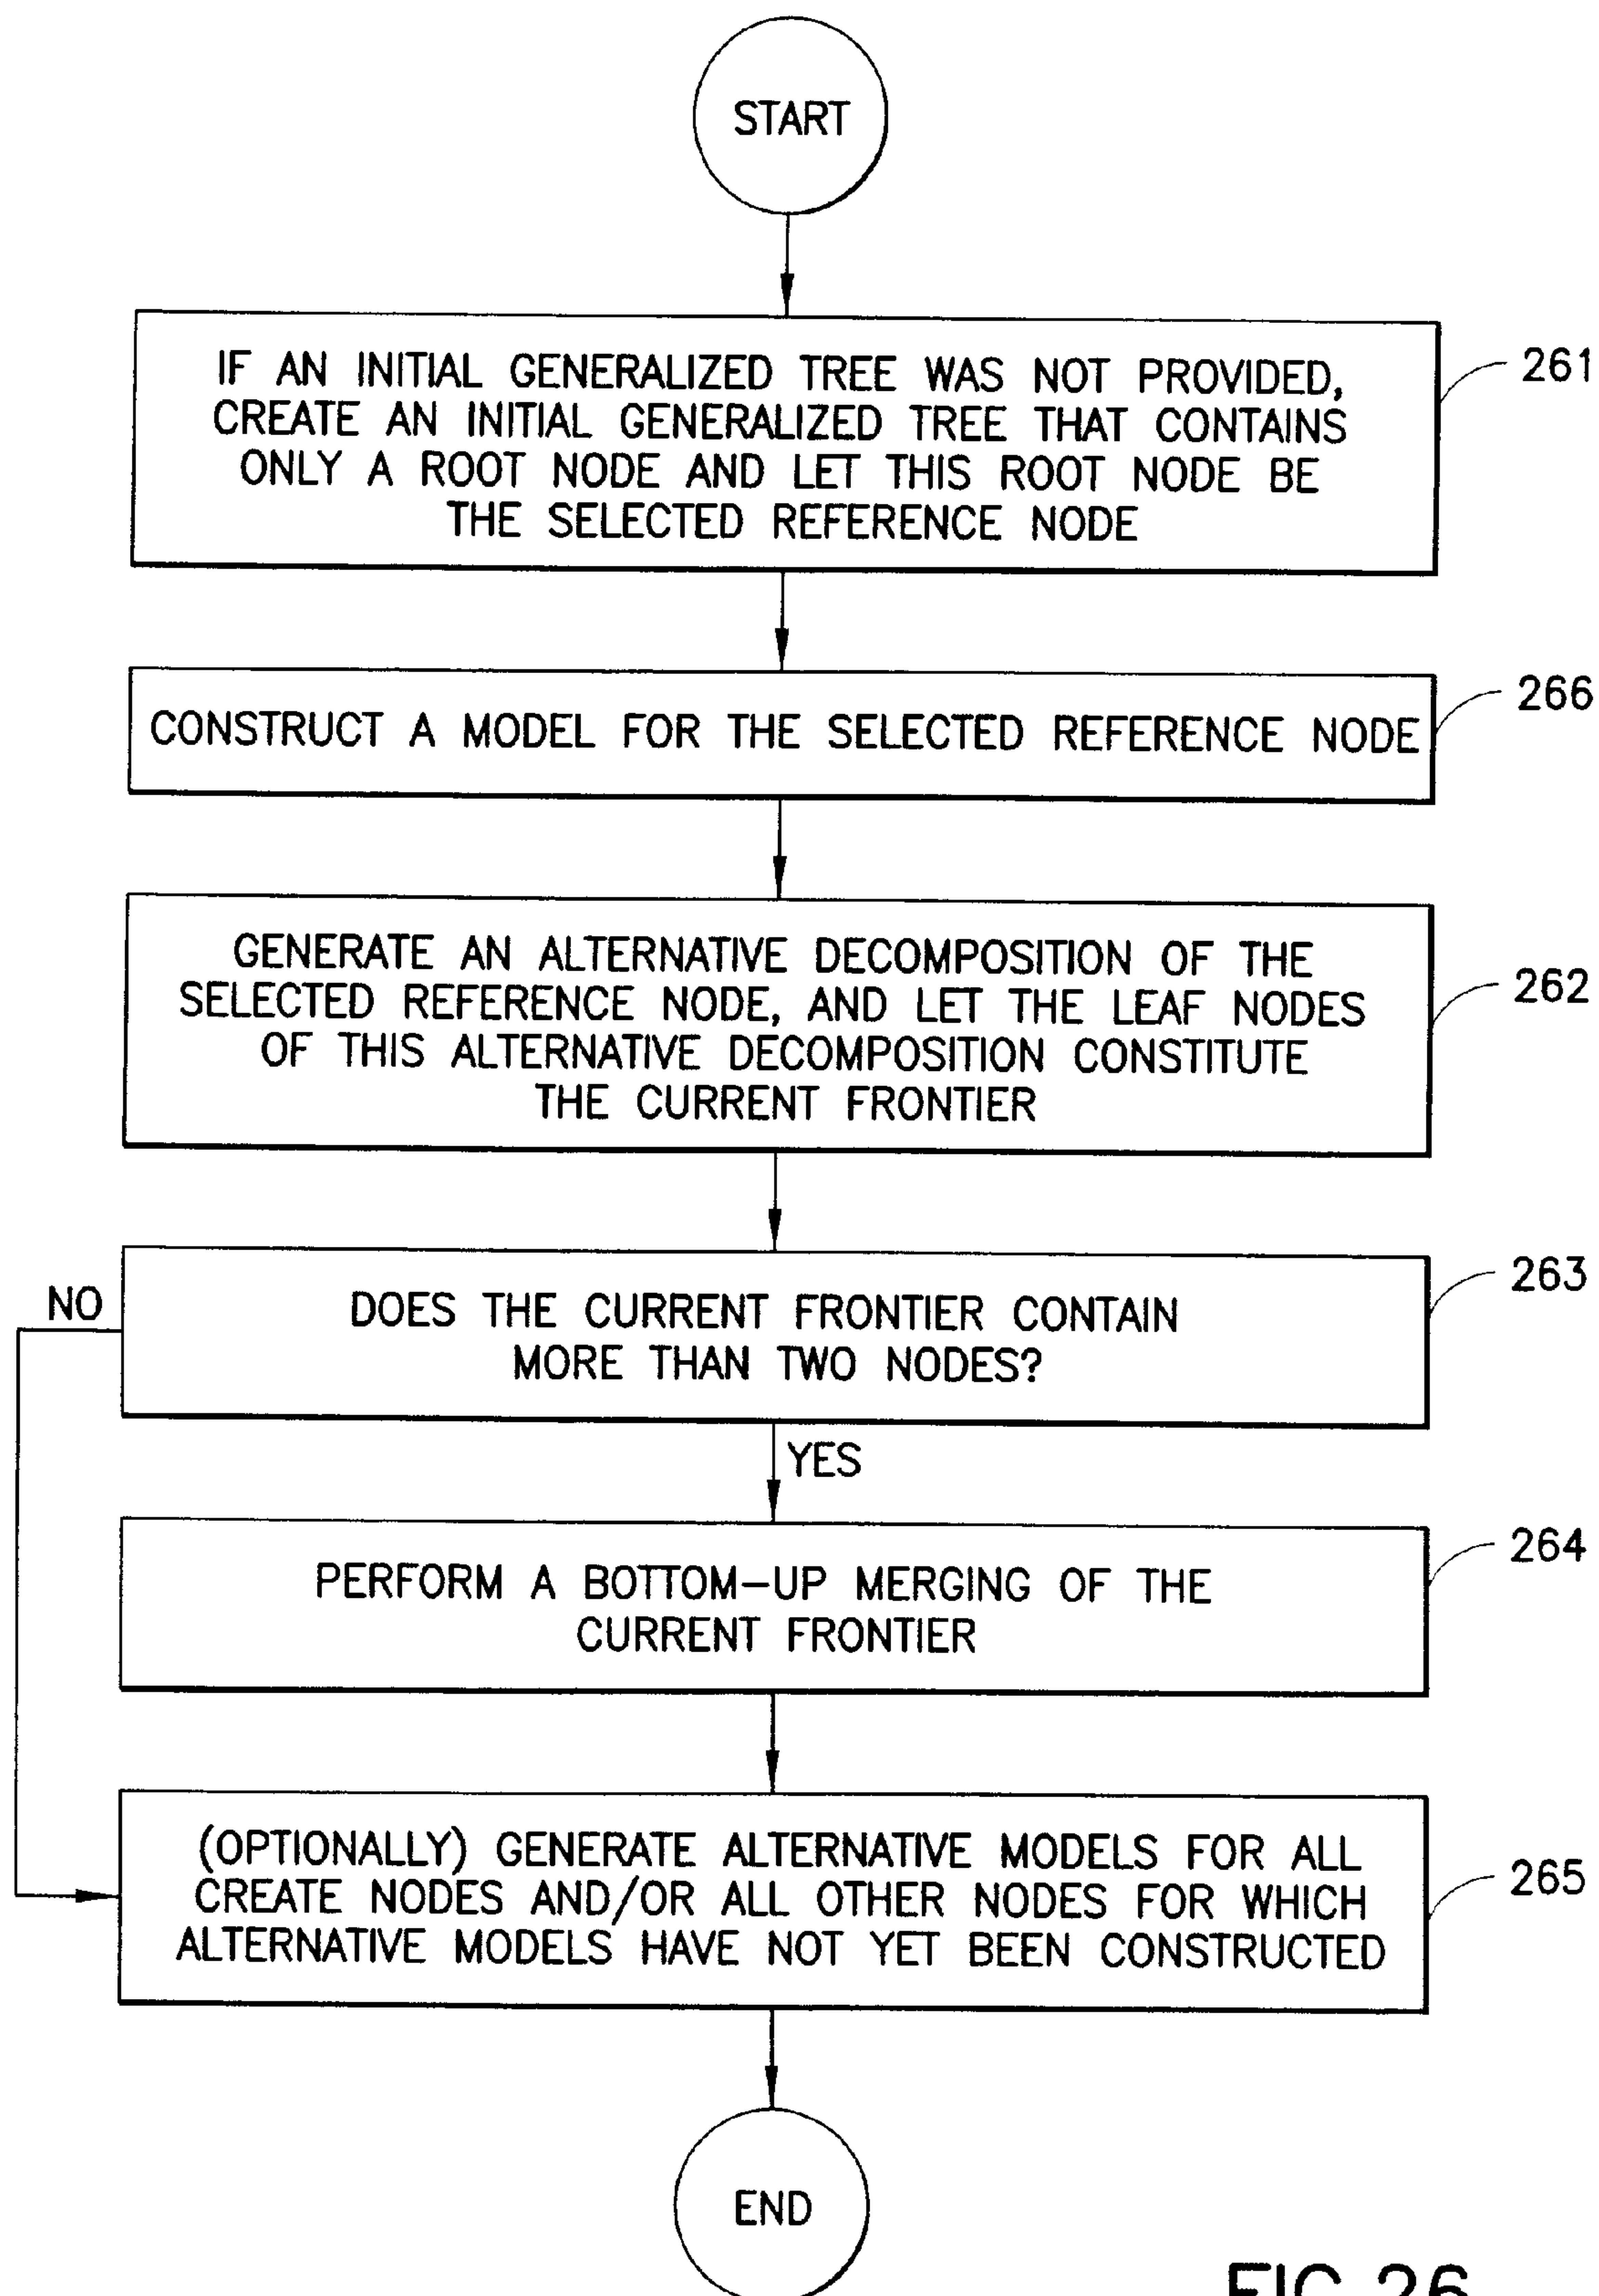 START
IF AN INITIAL GENERALIZED TREE WAS NOT PROVIDED,
CREATE AN INITIAL GENERALIZED TREE THAT CONTAINS
ONLY A ROOT NODE AND LET THIS ROOT NODE BE
THE SELECTED REFERENCE NODE
261
CONSTRUCT A MODEL FOR THE SELECTED REFERENCE NODE
266
GENERATE AN ALTERNATIVE DECOMPOSITION OF THE
SELECTED REFERENCE NODE, AND LET THE LEAF NODES
OF THIS ALTERNATIVE DECOMPOSITION CONSTITUTE
THE CURRENT FRONTIER
262
DOES THE CURRENT FRONTIER CONTAIN
MORE THAN TWO NODES?
263
NO
YES
PERFORM A BOTTOM-UP MERGING OF THE
CURRENT FRONTIER
264
(OPTIONALLY) GENERATE ALTERNATIVE MODELS FOR ALL
CREATE NODES AND/OR ALL OTHER NODES FOR WHICH
ALTERNATIVE MODELS HAVE NOT YET BEEN CONSTRUCTED
265
END
FIG.26